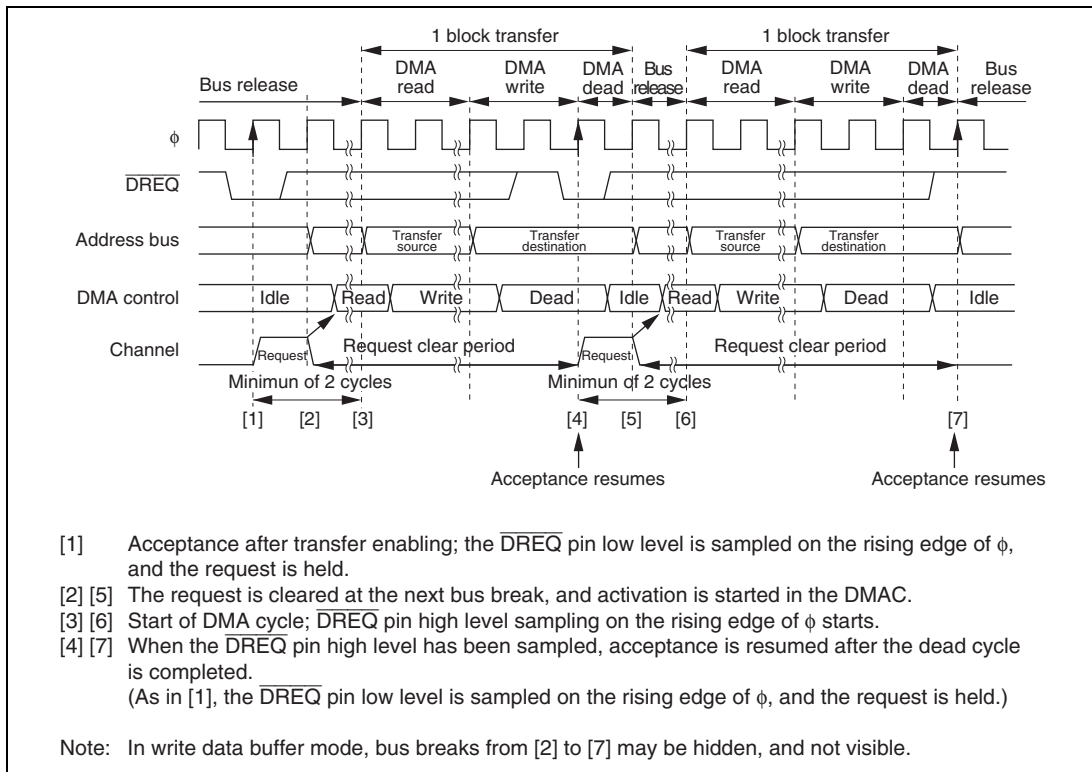 1 block transfer 1 block transfer
Bus release DMA read DMA write DMA dead Bus release DMA read DMA write DMA dead Bus release
φ
DREQ
Address bus Transfer source Transfer destination Transfer source Transfer destination
DMA control Idle Read Write Dead Idle Read Write Dead Idle
Channel Request Request clear period Request Request clear period
Minimun of 2 cycles Minimun of 2 cycles
[1] [2] [3] [4] [5] [6] [7]
Acceptance resumes Acceptance resumes
[1] Acceptance after transfer enabling; the DREQ pin low level is sampled on the rising edge of φ,
and the request is held.
[2] [5] The request is cleared at the next bus break, and activation is started in the DMAC.
[3] [6] Start of DMA cycle; DREQ pin high level sampling on the rising edge of φ starts.
[4] [7] When the DREQ pin high level has been sampled, acceptance is resumed after the dead cycle
is completed.
(As in [1], the DREQ pin low level is sampled on the rising edge of φ, and the request is held.)
Note: In write data buffer mode, bus breaks from [2] to [7] may be hidden, and not visible.